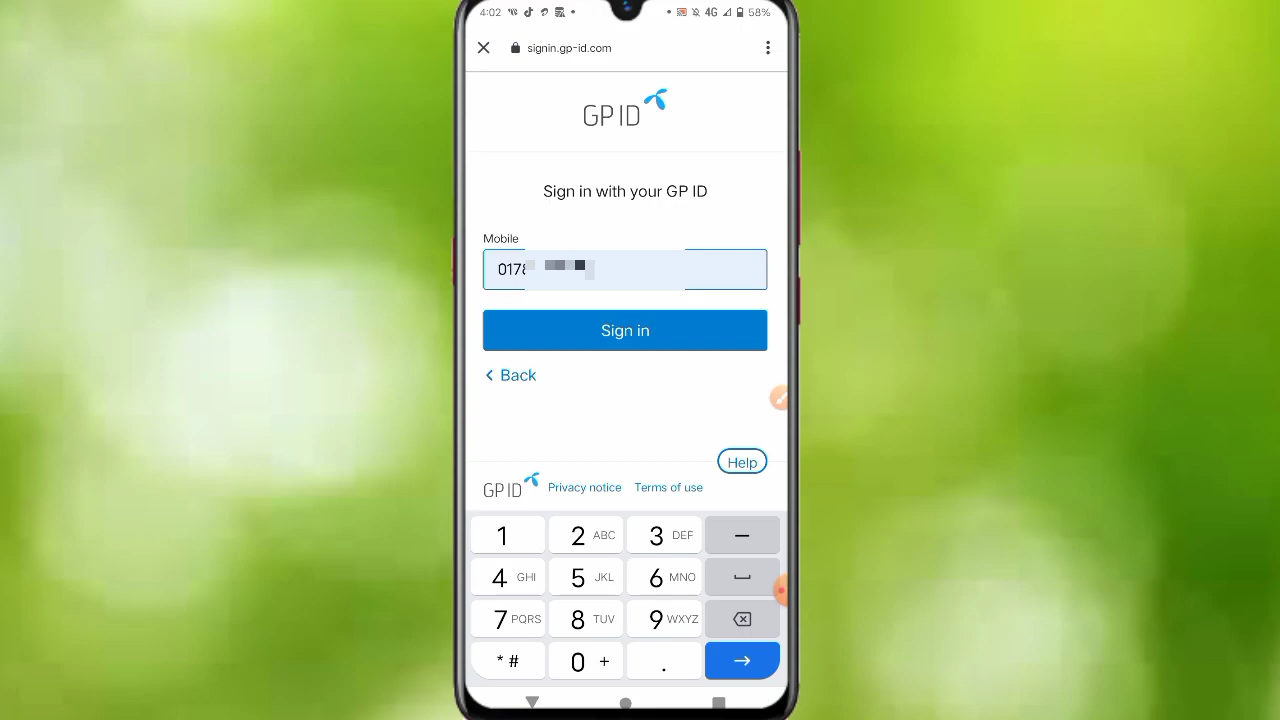 4:02 4G 58%
signin.gp-id.com
GP ID
Sign in with your GP ID
Mobile
0178
Sign in
Back
Help
GP ID Privacy notice Terms of use
1 2 ABC 3 DEF –
4 GHI 5 JKL 6 MNO
7 PQRS 8 TUV 9 WXYZ
* # 0 + .